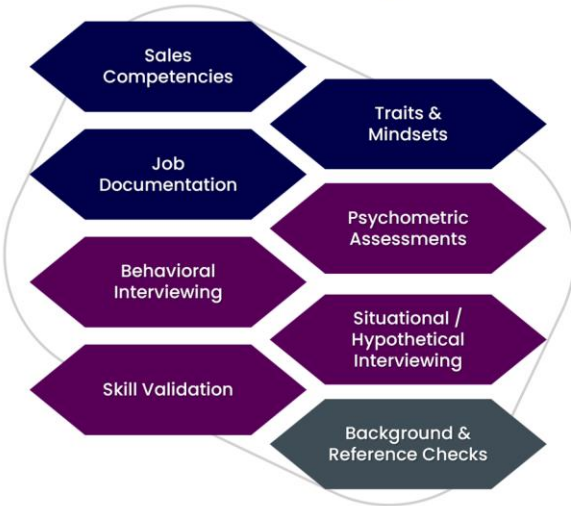 Sales
Competencies
Traits &
Mindsets
Job
Documentation
Psychometric
Assessments
Behavioral
Interviewing
Situational /
Hypothetical
Interviewing
Skill Validation
Background &
Reference Checks